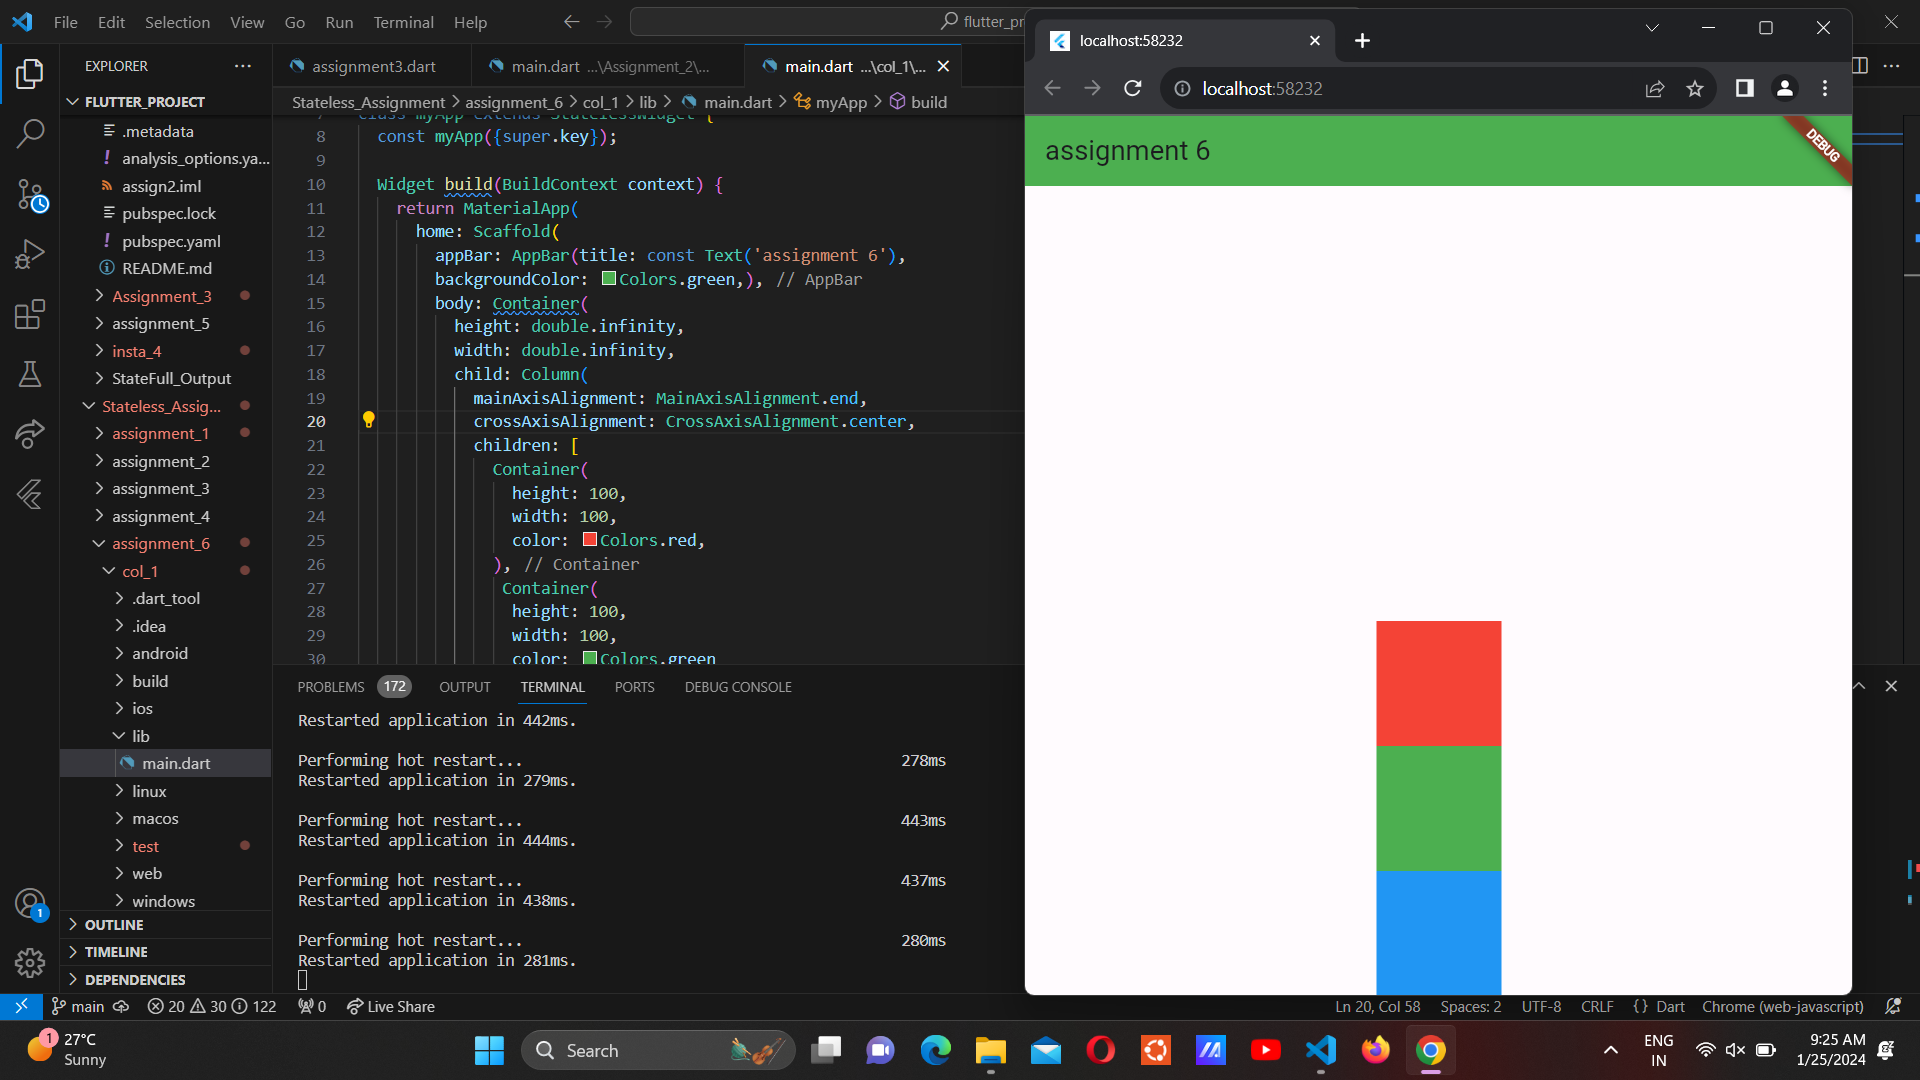 File Edit Selection View Go Run Terminal Help
flutter_pr
EXPLORER
FLUTTER_PROJECT
.metadata
! analysis_options.ya...
assign2.iml
pubspec.lock
! pubspec.yaml
README.md
Assignment_3
assignment_5
insta_4
StateFull_Output
Stateless_Assig...
assignment_1
assignment_2
assignment_3
assignment_4
assignment_6
col_1
.dart_tool
.idea
android
build
ios
lib
main.dart
linux
macos
test
web
windows
OUTLINE
TIMELINE
DEPENDENCIES
assignment3.dart
main.dart ...\Assignment_2\...
main.dart ...\col_1\...
Stateless_Assignment > assignment_6 > col_1 > lib > main.dart > myApp > build
7 class myApp extends StatelessWidget {
8 const myApp({super.key});
9
10 Widget build(BuildContext context) {
11 return MaterialApp(
12 home: Scaffold(
13 appBar: AppBar(title: const Text('assignment 6'),
14 backgroundColor: Colors.green,), // AppBar
15 body: Container(
16 height: double.infinity,
17 width: double.infinity,
18 child: Column(
19 mainAxisAlignment: MainAxisAlignment.end,
20 crossAxisAlignment: CrossAxisAlignment.center,
21 children: [
22 Container(
23 height: 100,
24 width: 100,
25 color: Colors.red,
26 ), // Container
27 Container(
28 height: 100,
29 width: 100,
30 color: Colors.green
PROBLEMS 172 OUTPUT TERMINAL PORTS DEBUG CONSOLE
Restarted application in 442ms.
Performing hot restart... 278ms
Restarted application in 279ms.
Performing hot restart... 443ms
Restarted application in 444ms.
Performing hot restart... 437ms
Restarted application in 438ms.
Performing hot restart... 280ms
Restarted application in 281ms.
localhost:58232
localhost:58232
assignment 6
DEBUG
main 20 30 122 0 Live Share
Ln 20, Col 58 Spaces: 2 UTF-8 CRLF {} Dart Chrome (web-javascript)
1
1
27°C
Sunny
Search
ENG
IN
9:25 AM
1/25/2024